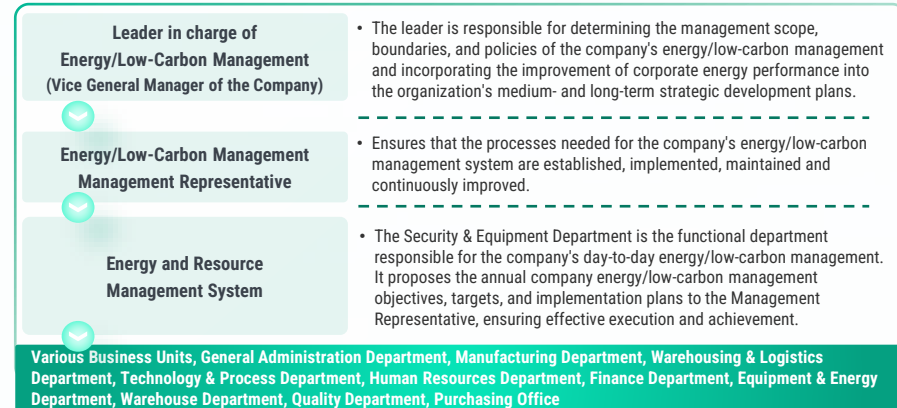 Leader in charge of
Energy/Low-Carbon Management
(Vice General Manager of the Company)
• The leader is responsible for determining the management scope,
boundaries, and policies of the company's energy/low-carbon management
and incorporating the improvement of corporate energy performance into
the organization's medium- and long-term strategic development plans.
Energy/Low-Carbon Management
Management Representative
• Ensures that the processes needed for the company's energy/low-carbon
management system are established, implemented, maintained and
continuously improved.
Energy and Resource
Management System
• The Security & Equipment Department is the functional department
responsible for the company's day-to-day energy/low-carbon management.
It proposes the annual company energy/low-carbon management
objectives, targets, and implementation plans to the Management
Representative, ensuring effective execution and achievement.
Various Business Units, General Administration Department, Manufacturing Department, Warehousing & Logistics
Department, Technology & Process Department, Human Resources Department, Finance Department, Equipment & Energy
Department, Warehouse Department, Quality Department, Purchasing Office